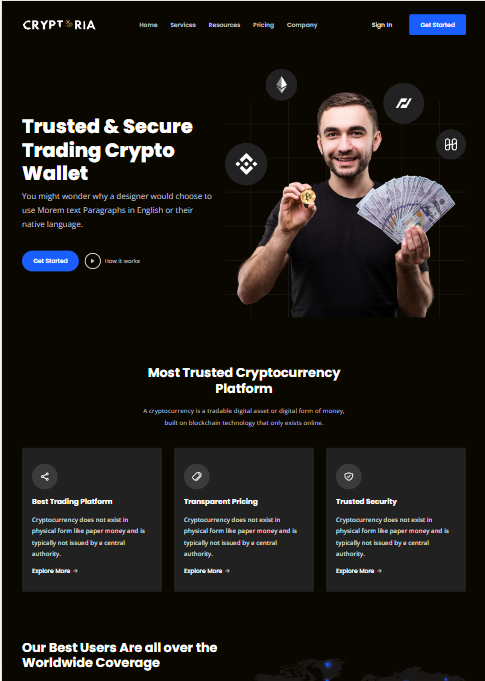 CRYPTORIA
Home Services Resources Pricing Company Sign In Get Started
Trusted & Secure
Trading Crypto
Wallet
You might wonder why a designer would choose to
use Morem text Paragraphs in English or their
native language.
Get Started How it works
Most Trusted Cryptocurrency
Platform
A cryptocurrency is a tradable digital asset or digital form of money,
built on blockchain technology that only exists online.
Best Trading Platform
Cryptocurrency does not exist in
physical form like paper money and is
typically not issued by a central
authority.
Explore More →
Transparent Pricing
Cryptocurrency does not exist in
physical form like paper money and is
typically not issued by a central
authority.
Explore More →
Trusted Security
Cryptocurrency does not exist in
physical form like paper money and is
typically not issued by a central
authority.
Explore More →
Our Best Users Are all over the
Worldwide Coverage